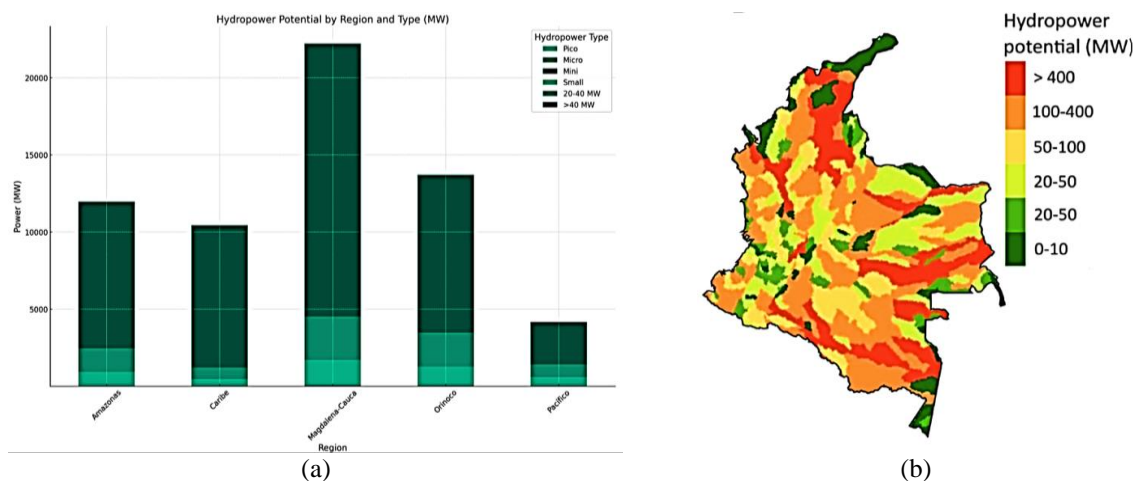 Hydropower Potential by Region and Type (MW)
Hydropower Type
Pico
Micro
Mini
Small
20-40 MW
>40 MW
Power (MW)
20000
15000
10000
5000
Amazonas
Caribe
Magdalena-Cauca
Orinoco
Pacifico
Region
(a)
Hydropower
potential (MW)
> 400
100-400
50-100
20-50
20-50
0-10
(b)